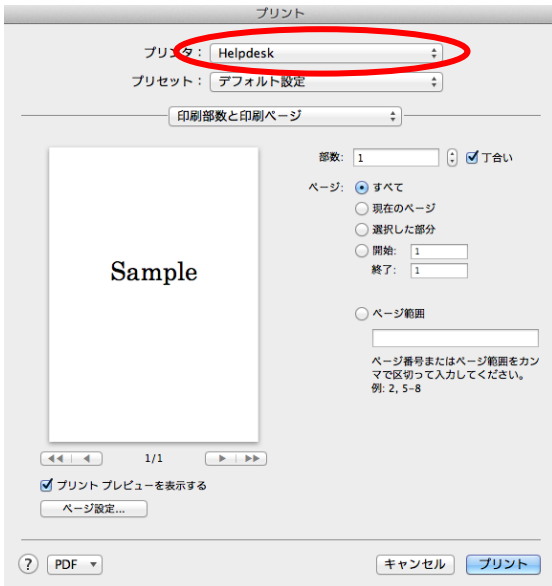 プリント
プリンタ： Helpdesk
プリセット： デフォルト設定
印刷部数と印刷ページ
部数: 1 丁合い
ページ: すべて
現在のページ
選択した部分
開始: 1
終了: 1
ページ範囲
ページ番号またはページ範囲をカン
マで区切って入力してください。
例: 2, 5-8
Sample
1/1
プリント プレビューを表示する
ページ設定...
? PDF キャンセル プリント